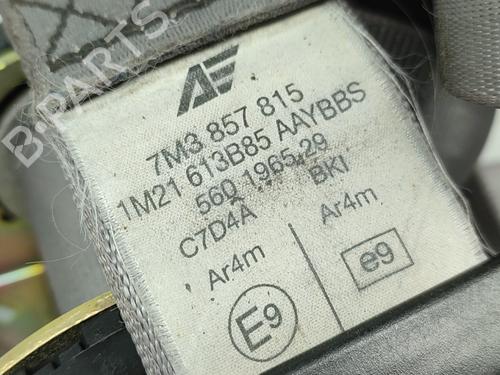 B-PARTS
7M3 857 815
1M21 613B85 AAYBBS
560 1965 29
C7D4A BKI
Ar4m Ar4m
E9 e9